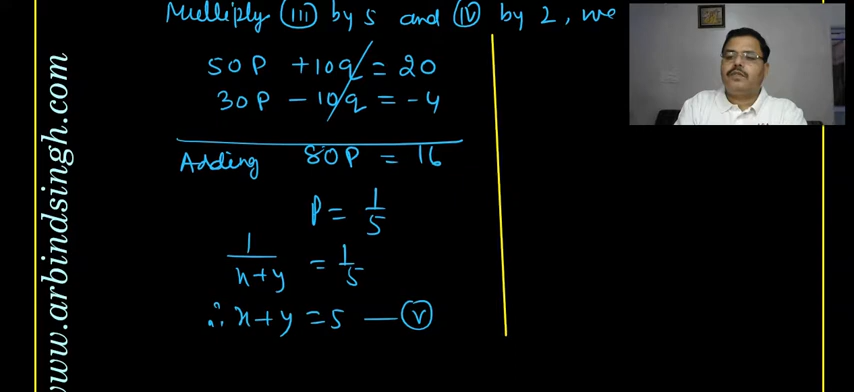 Multiply (iii) by 5 and (iv) by 2, we
50P + 10q = 20
30P - 10q = -4
Adding 80P = 16
P = 1/5
1/(x+y) = 1/5
∴ x+y = 5 — (v)
www.arbindsingh.com